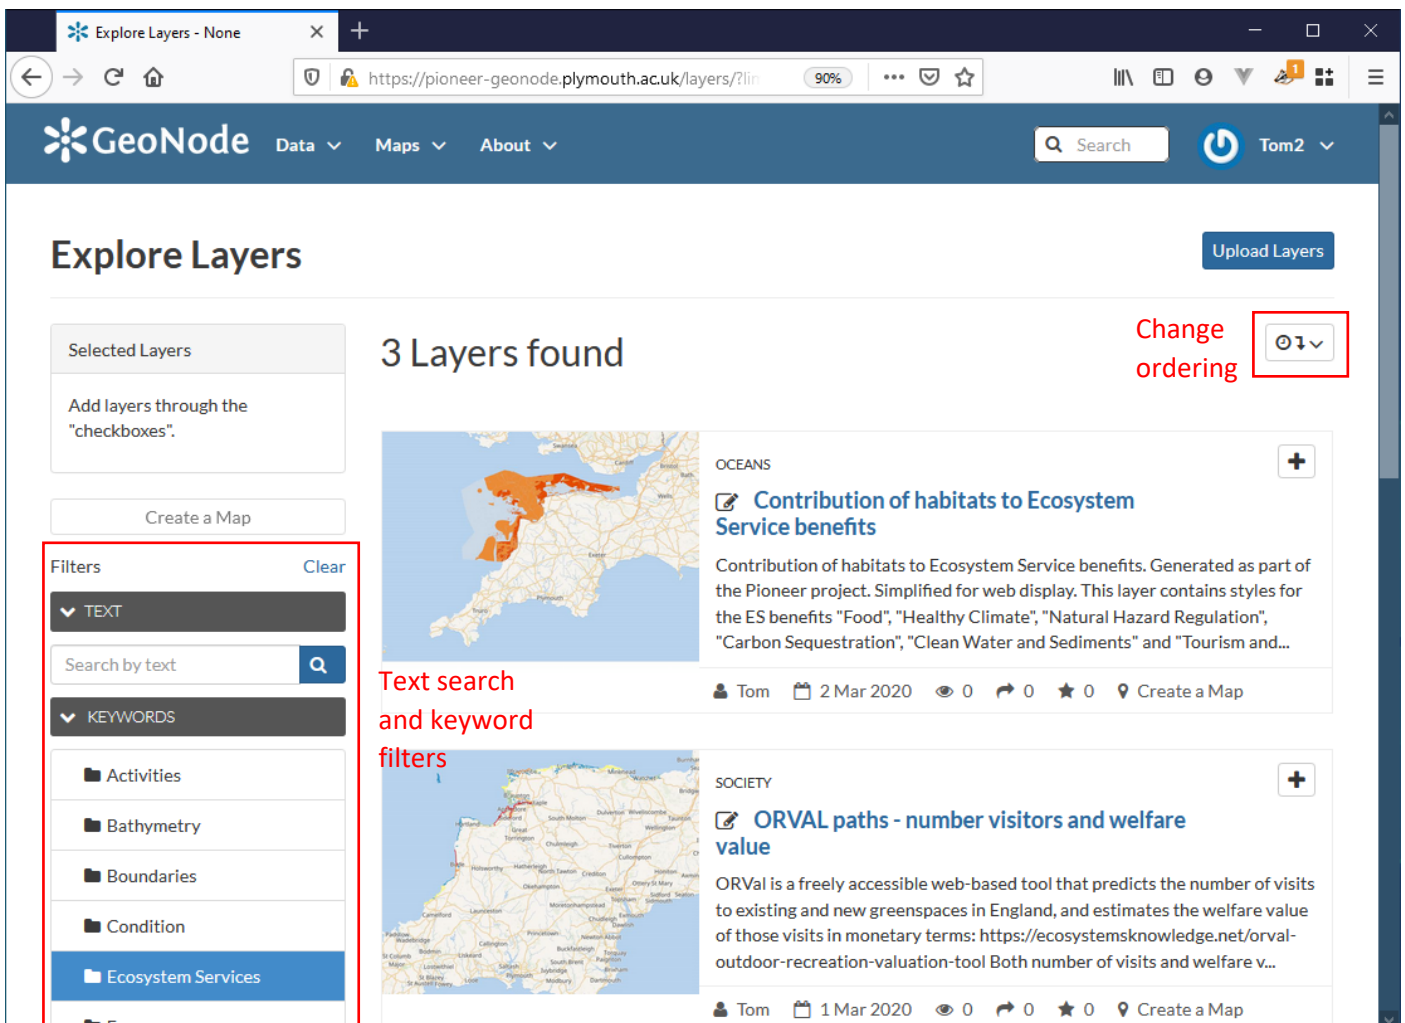 Explore Layers - None
https://pioneer-geonode.plymouth.ac.uk/layers/?lin
90%
1
GeoNode
Data
Maps
About
Search
Tom2
Explore Layers
Upload Layers
Selected Layers
Add layers through the
"checkboxes".
Create a Map
Filters
Clear
TEXT
Search by text
KEYWORDS
Activities
Bathymetry
Boundaries
Condition
Ecosystem Services
3 Layers found
Change
ordering
Text search
and keyword
filters
OCEANS
Contribution of habitats to Ecosystem
Service benefits
Contribution of habitats to Ecosystem Service benefits. Generated as part of
the Pioneer project. Simplified for web display. This layer contains styles for
the ES benefits "Food", "Healthy Climate", "Natural Hazard Regulation",
"Carbon Sequestration", "Clean Water and Sediments" and "Tourism and...
Tom 2 Mar 2020 0 0 0 Create a Map
SOCIETY
ORVAL paths - number visitors and welfare
value
ORVal is a freely accessible web-based tool that predicts the number of visits
to existing and new greenspaces in England, and estimates the welfare value
of those visits in monetary terms: https://ecosystemsknowledge.net/orval-
outdoor-recreation-valuation-tool Both number of visits and welfare v...
Tom 1 Mar 2020 0 0 0 Create a Map